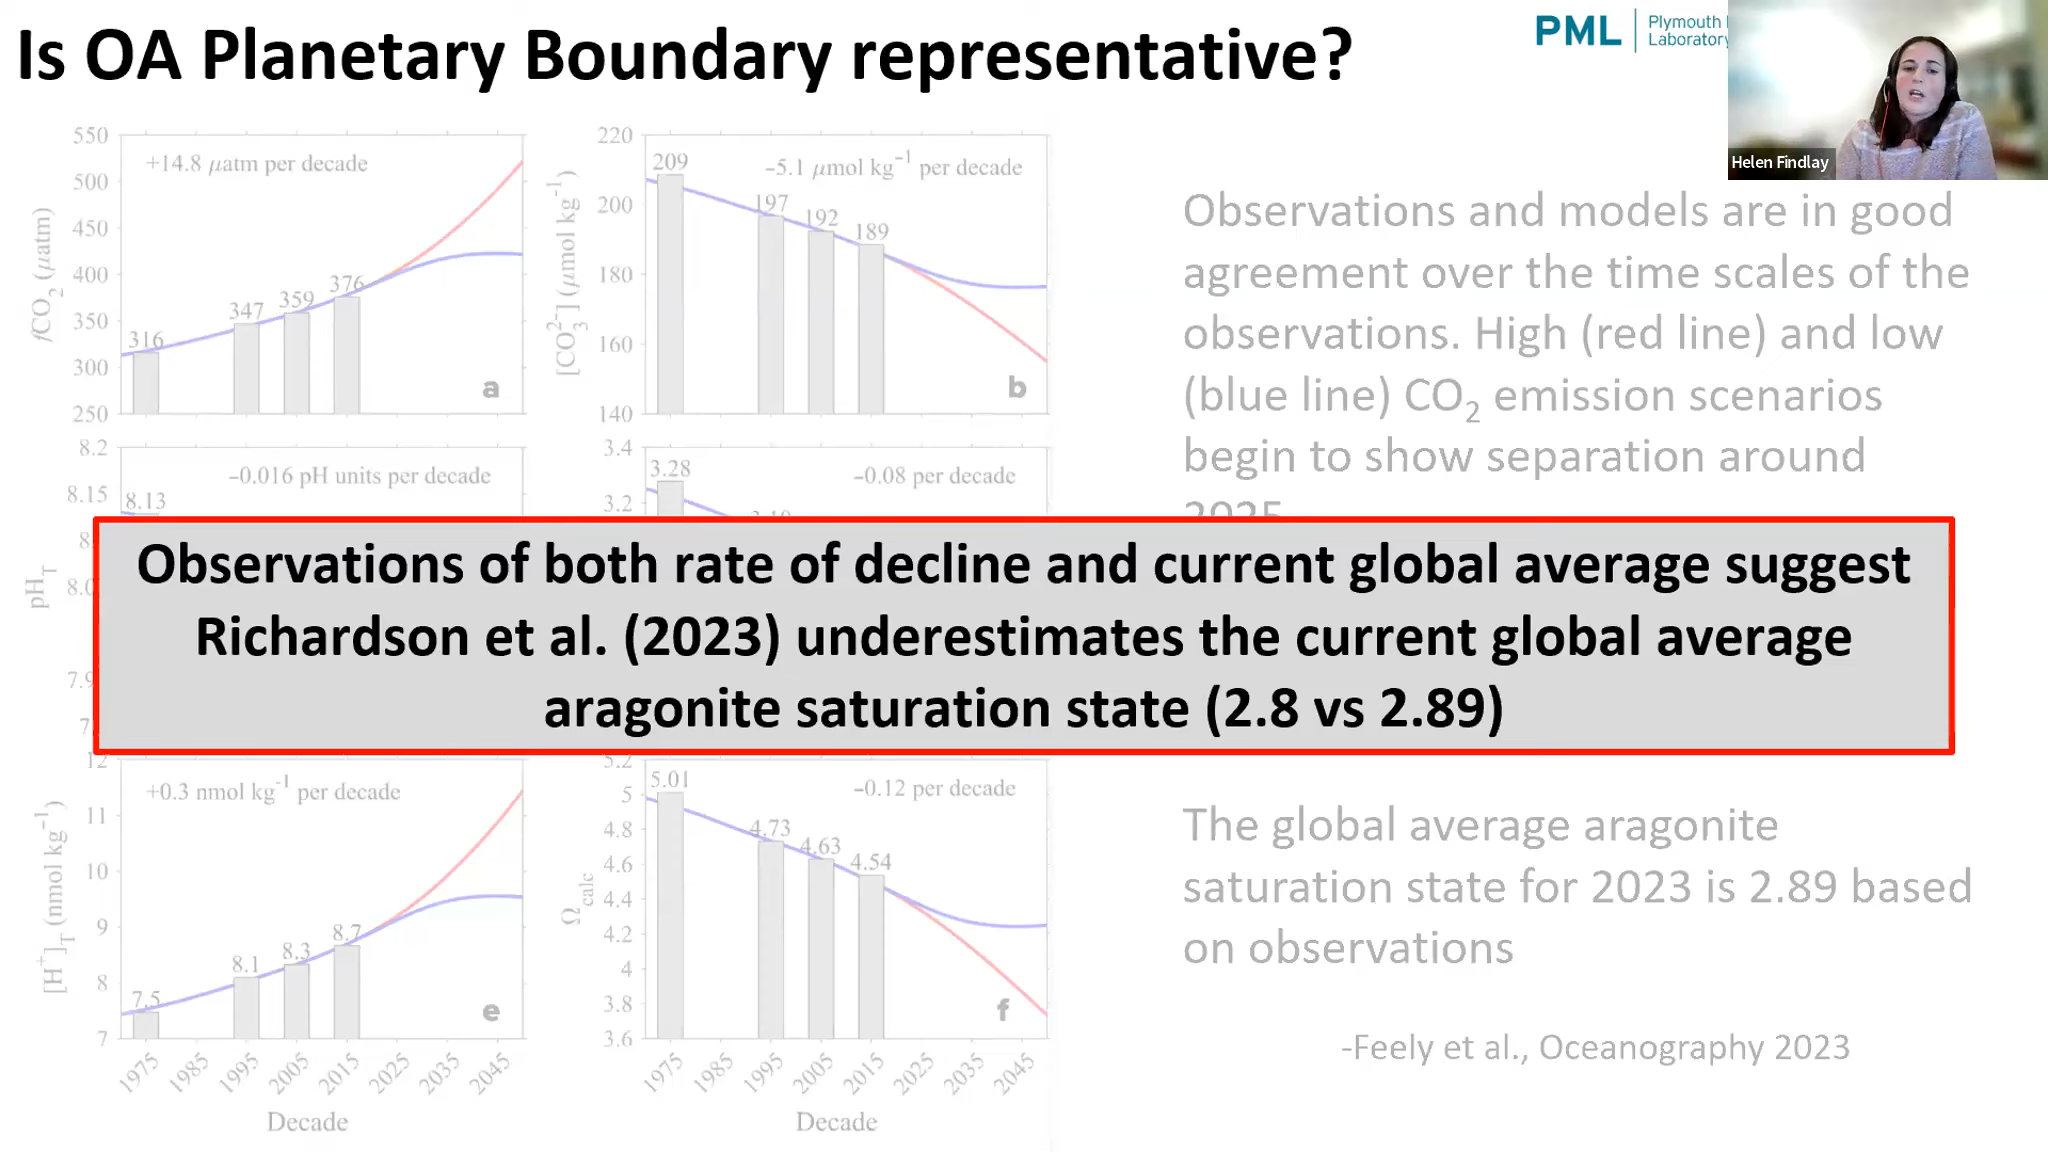 Is OA Planetary Boundary representative?
PML
Plymouth
Laboratory
Helen Findlay
550
500
450
400
350
300
250
fCO2 (μatm)
+14.8 μatm per decade
316
347
359
376
a
220
200
180
160
140
[CO3^2-] (μmol kg^-1)
-5.1 μmol kg^-1 per decade
209
197
192
189
b
Observations and models are in good
agreement over the time scales of the
observations. High (red line) and low
(blue line) CO2 emission scenarios
begin to show separation around
2025
8.2
8.15
pHT
-0.016 pH units per decade
8.13
3.4
3.2
-0.08 per decade
3.28
Observations of both rate of decline and current global average suggest
Richardson et al. (2023) underestimates the current global average
aragonite saturation state (2.8 vs 2.89)
12
11
10
9
8
7
[H+]T (nmol kg^-1)
+0.3 nmol kg^-1 per decade
7.5
8.1
8.3
8.7
e
5.2
5
4.8
4.6
4.4
4.2
4
3.8
3.6
Ωcalc
-0.12 per decade
5.01
4.73
4.63
4.54
f
1975 1985 1995 2005 2015 2025 2035 2045
Decade
1975 1985 1995 2005 2015 2025 2035 2045
Decade
The global average aragonite
saturation state for 2023 is 2.89 based
on observations
-Feely et al., Oceanography 2023